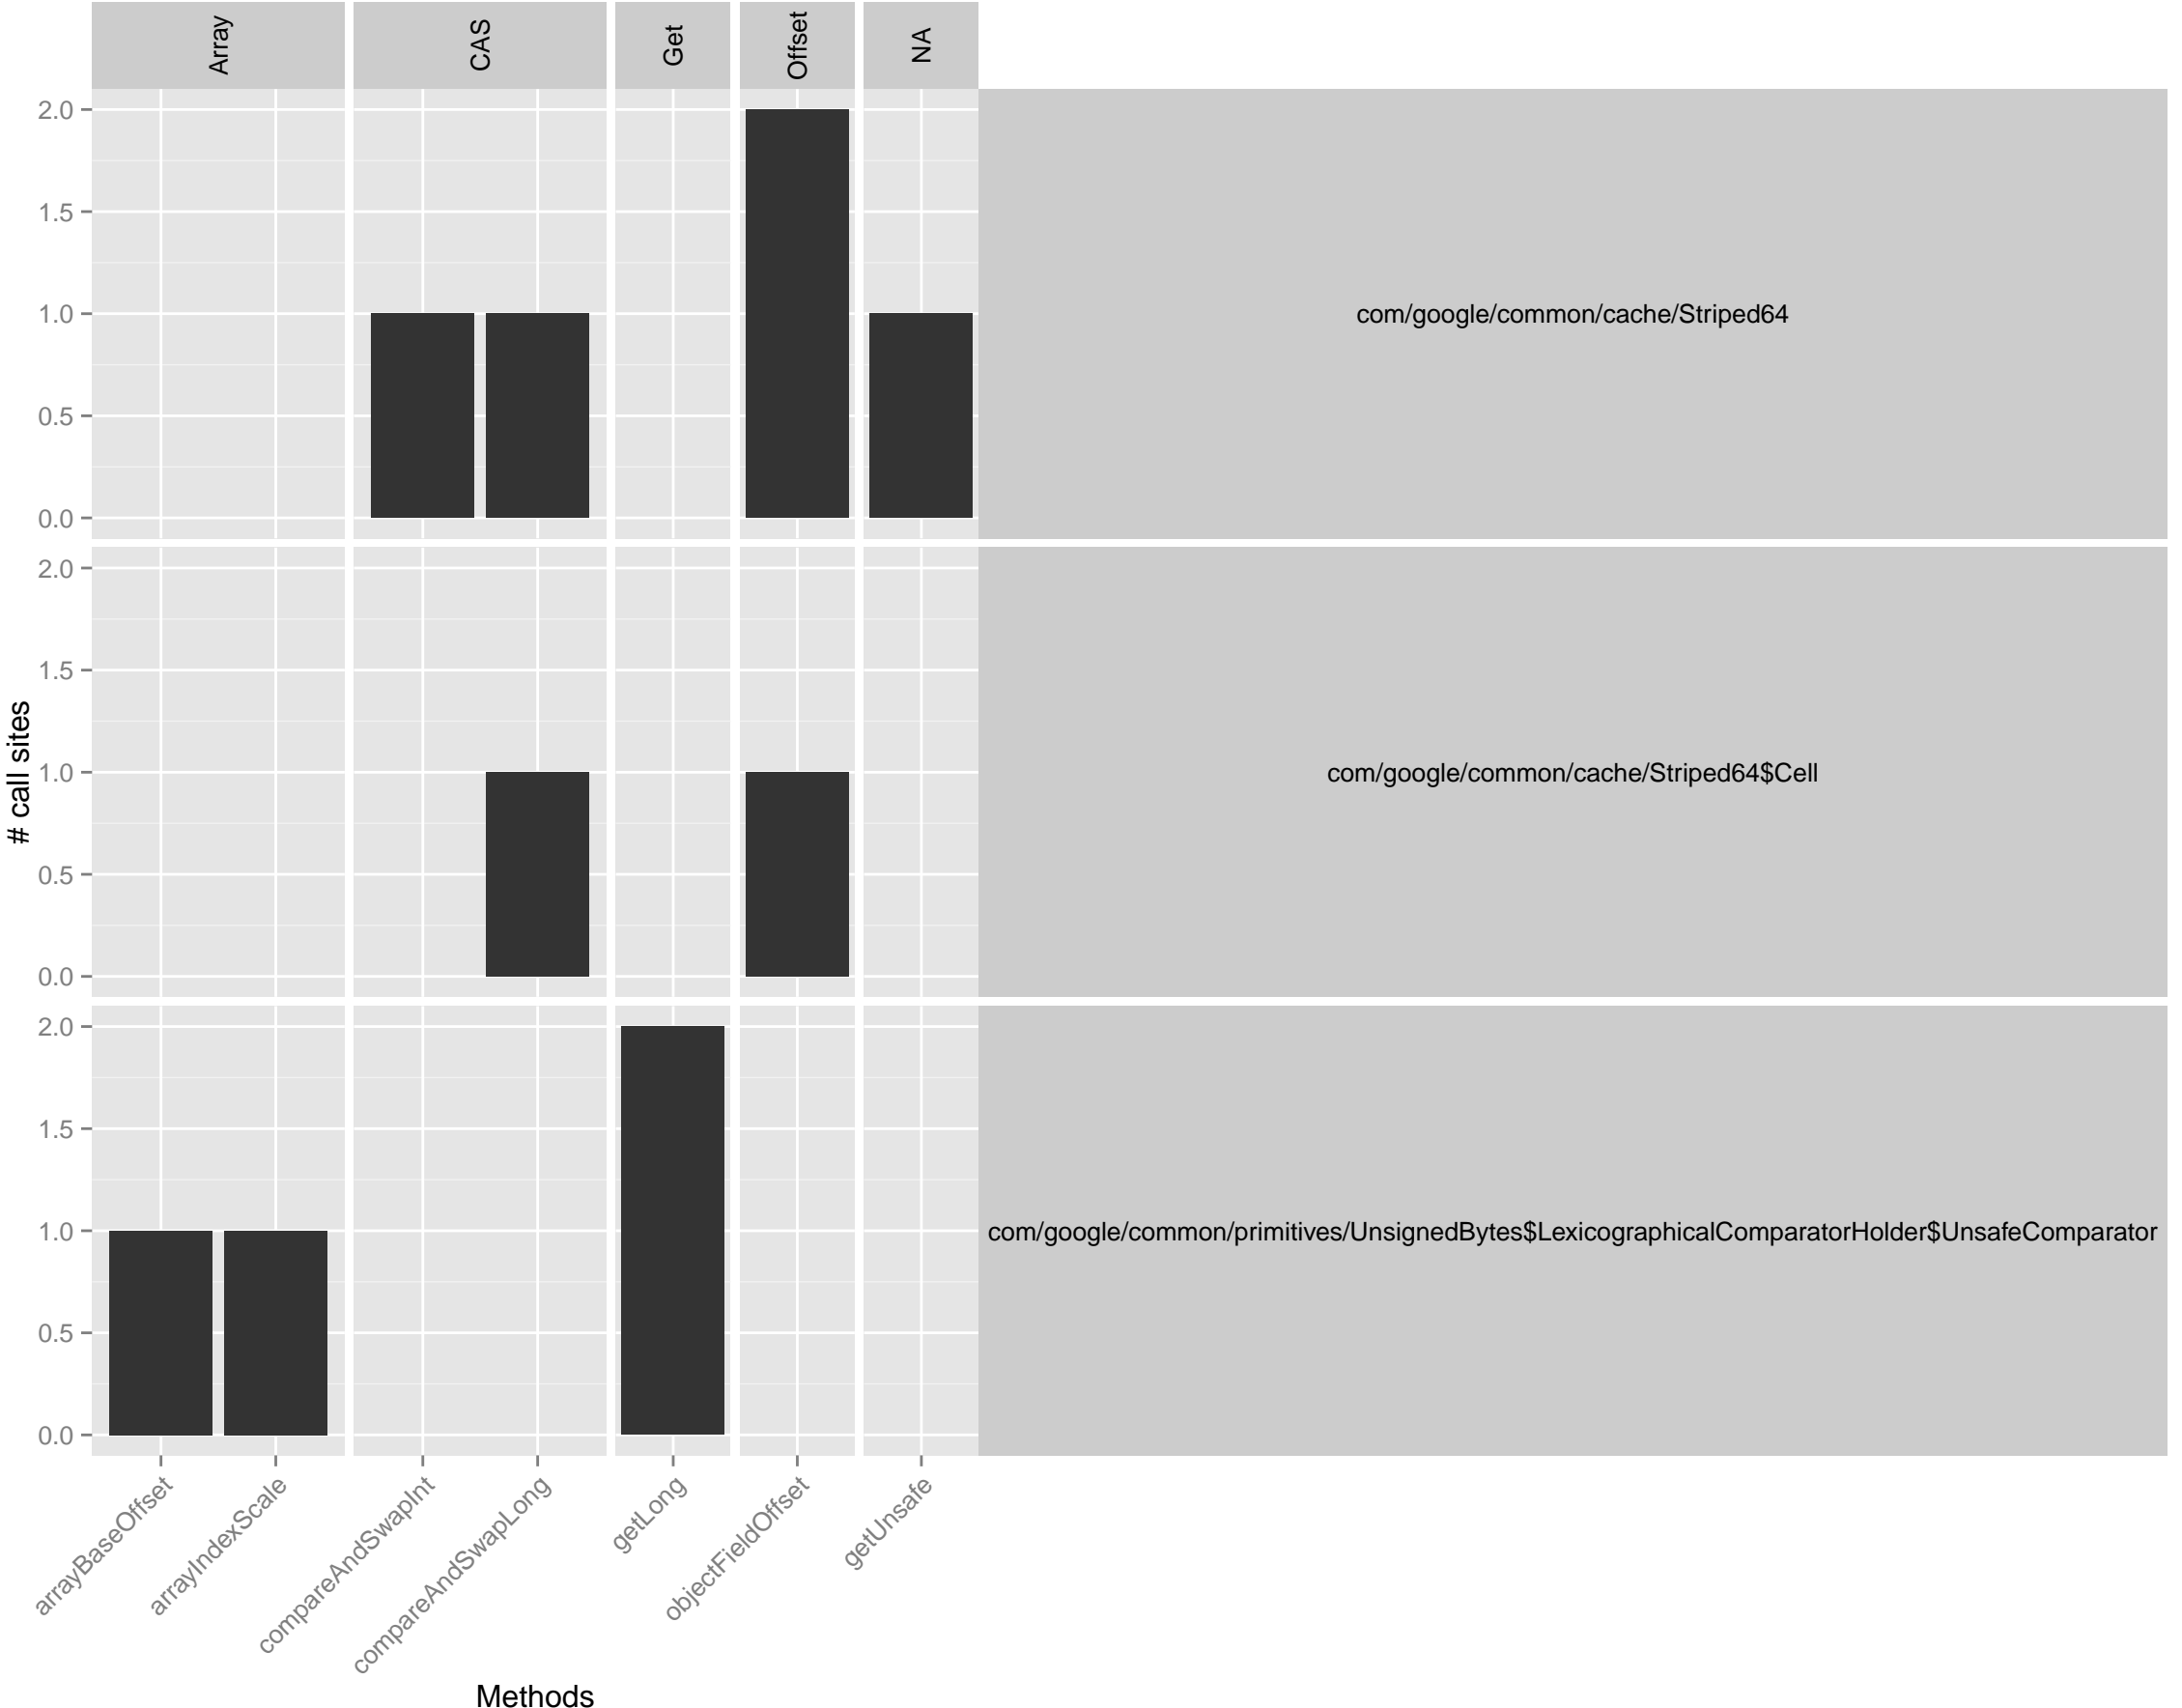 Array
CAS
Get
Offset
NA
2.0
1.5
1.0
0.5
0.0
com/google/common/cache/Striped64
2.0
1.5
1.0
0.5
0.0
com/google/common/cache/Striped64$Cell
2.0
1.5
1.0
0.5
0.0
com/google/common/primitives/UnsignedBytes$LexicographicalComparatorHolder$UnsafeComparator
# call sites
arrayBaseOffset
arrayIndexScale
compareAndSwapInt
compareAndSwapLong
getLong
objectFieldOffset
getUnsafe
Methods